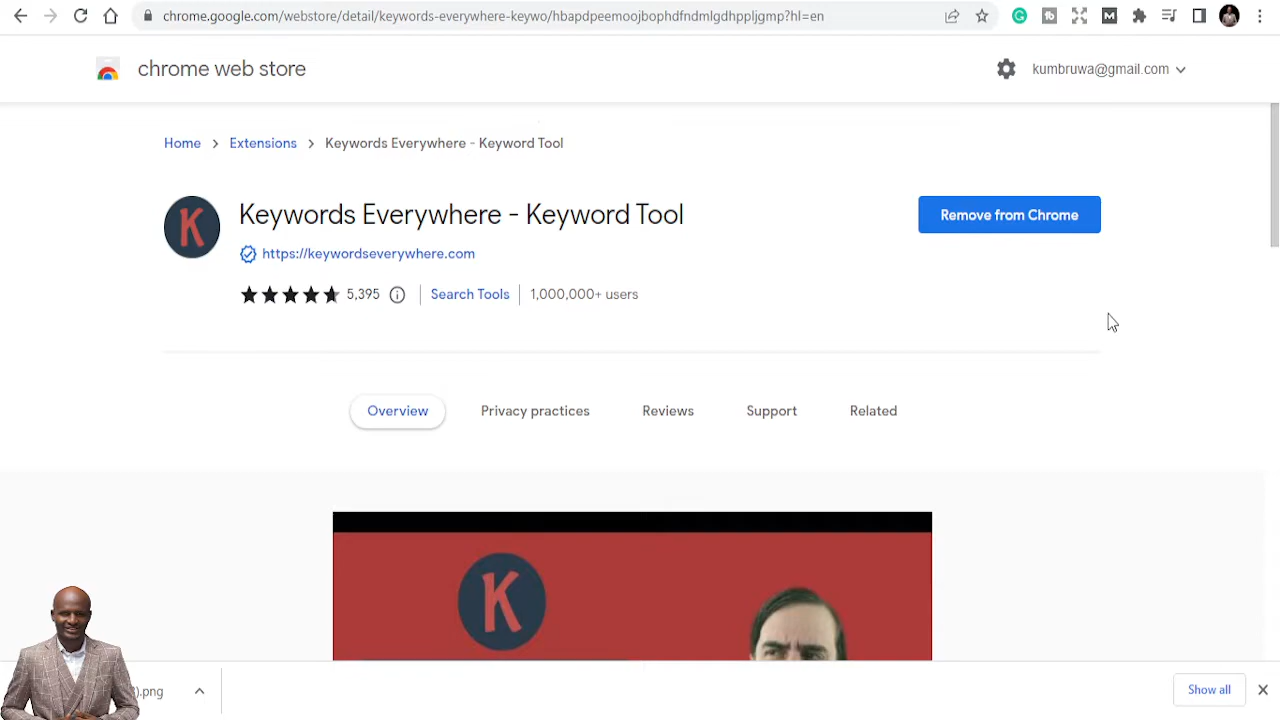 chrome.google.com/webstore/detail/keywords-everywhere-keywo/hbapdpeemoojbophdfndmlgdhppljgmp?hl=en
chrome web store
kumbruwa@gmail.com
Home > Extensions > Keywords Everywhere - Keyword Tool
K
Keywords Everywhere - Keyword Tool
Remove from Chrome
https://keywordseverywhere.com
5,395
Search Tools
1,000,000+ users
Overview
Privacy practices
Reviews
Support
Related
K
).png
Show all